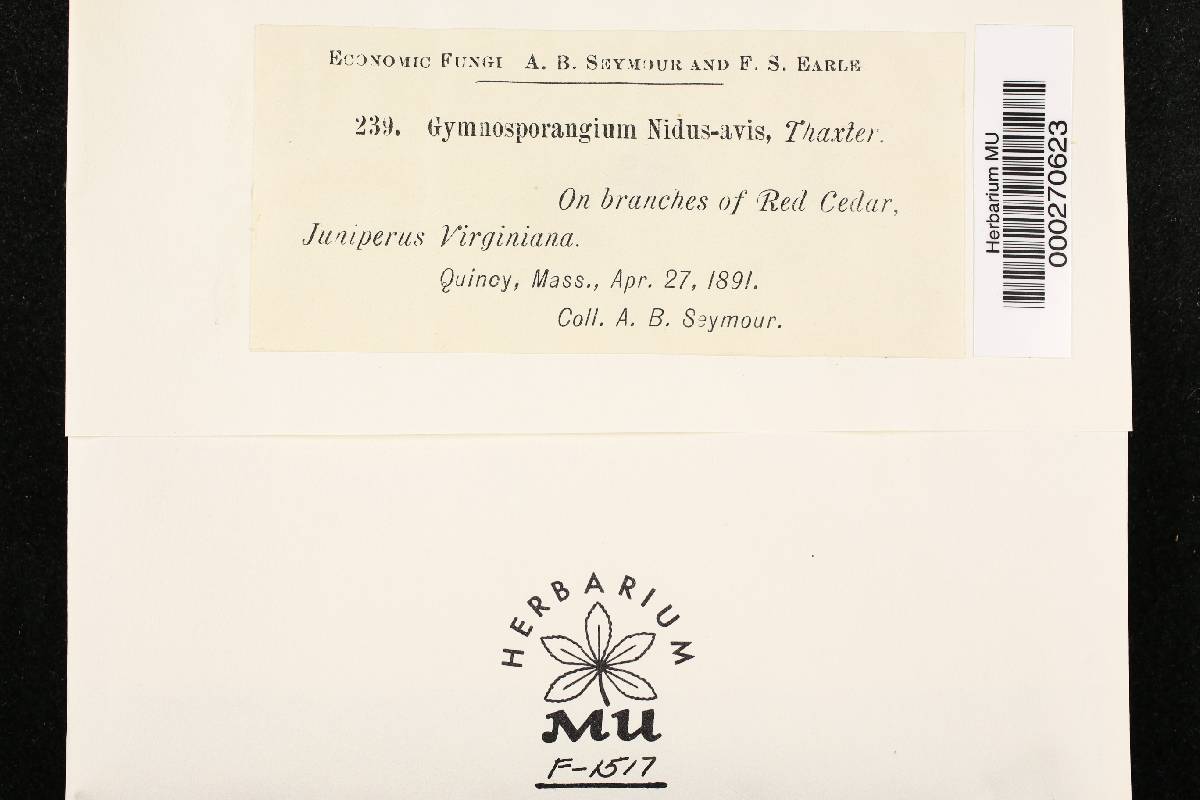 ECONOMIC FUNGI A. B. SEYMOUR AND F. S. EARLE
239. Gymnosporangium Nidus-avis, Thaxter.
On branches of Red Cedar,
Juniperus Virginiana.
Quincy, Mass., Apr. 27, 1891.
Coll. A. B. Seymour.
Herbarium MU
000270623
HERBARIUM
MU
F-1517